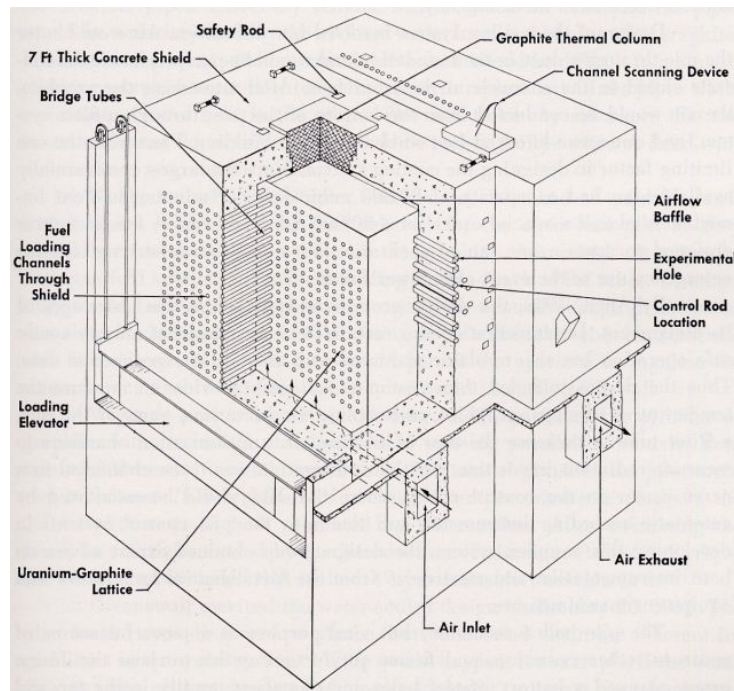 Safety Rod
Graphite Thermal Column
7 Ft Thick Concrete Shield
Channel Scanning Device
Bridge Tubes
Airflow
Baffle
Fuel
Loading
Channels
Through
Shield
Experimental
Hole
Control Rod
Location
Loading
Elevator
Uranium-Graphite
Lattice
Air Exhaust
Air Inlet